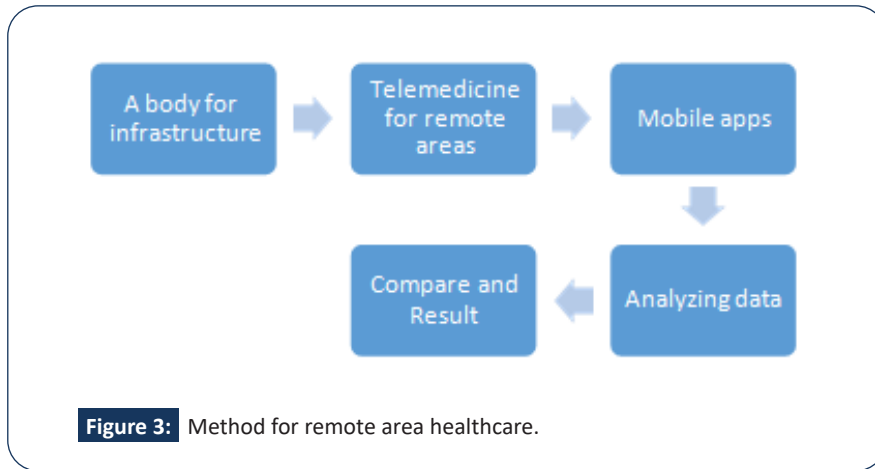 A body for
infrastructure
Telemedicine
for remote
areas
Mobile apps
Analyzing data
Compare and
Result
Figure 3: Method for remote area healthcare.